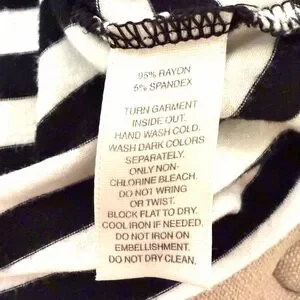 95% RAYON
5% SPANDEX
TURN GARMENT
INSIDE OUT.
HAND WASH COLD.
WASH DARK COLORS
SEPARATELY.
ONLY NON-
CHLORINE BLEACH.
DO NOT WRING
OR TWIST.
BLOCK FLAT TO DRY.
COOL IRON IF NEEDED.
DO NOT IRON ON
EMBELLISHMENT.
DO NOT DRY CLEAN.